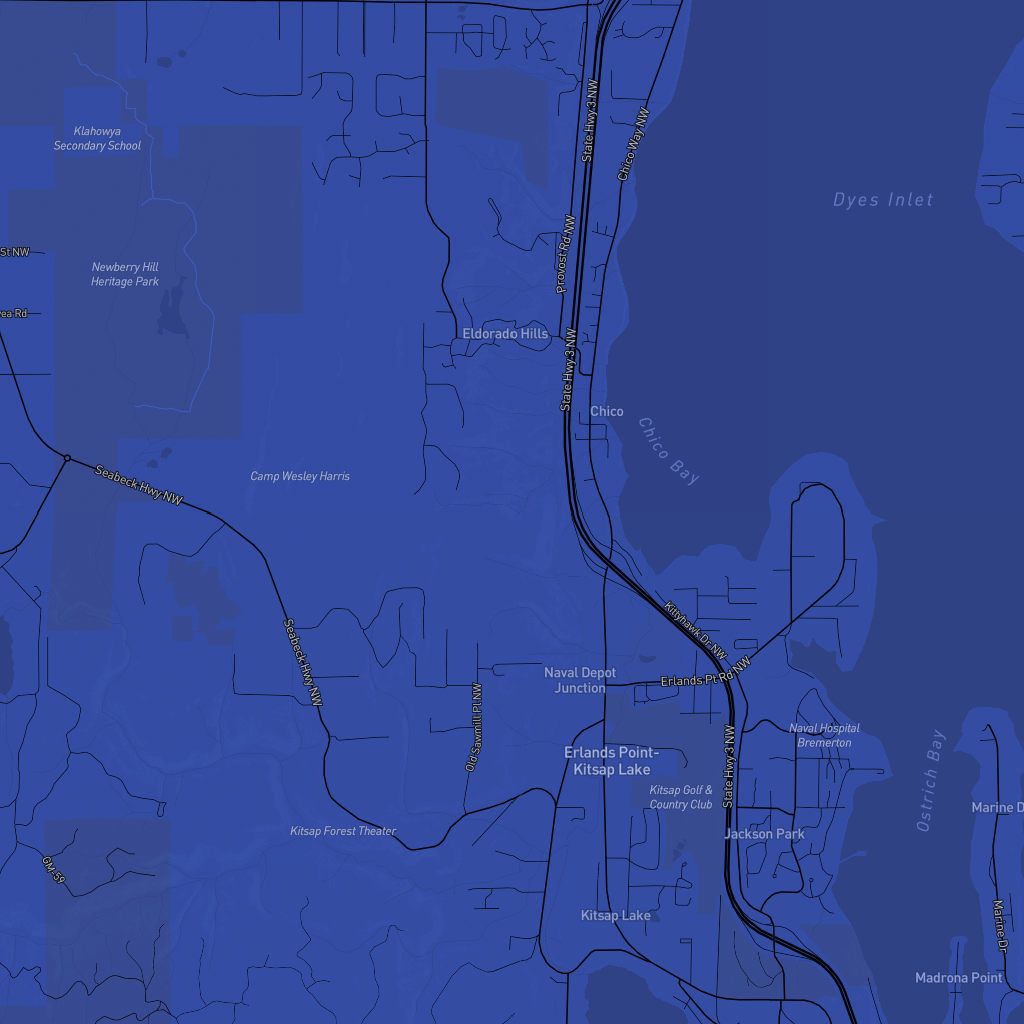 State Hwy 3 NW
Chico Way NW
Klahowya
Secondary School
Dyes Inlet
St NW
Provost Rd NW
Newberry Hill
Heritage Park
Eldorado Hills
State Hwy 3 NW
Chico
Chico Bay
Seabeck Hwy NW
Camp Wesley Harris
Kittyhawk Dr NW
Seabeck Hwy NW
Naval Depot
Junction
Erlands Pt Rd NW
Old Sawmill Pl NW
Naval Hospital
Bremerton
State Hwy 3 NW
Erlands Point-
Kitsap Lake
Ostrich Bay
Kitsap Golf &
Country Club
Marine D
Kitsap Forest Theater
Jackson Park
GM-59
Kitsap Lake
Marine Dr
Madrona Point